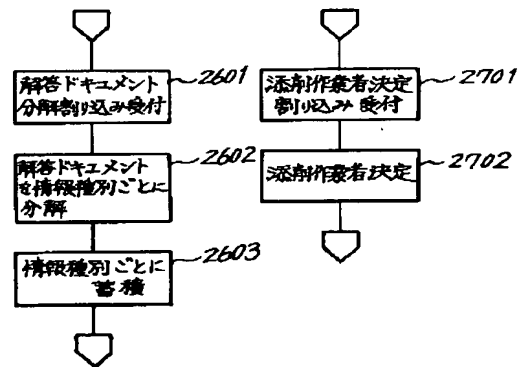 解答ドキュメント
分解割り込み受付
2601
解答ドキュメント
を情報種別ごとに
分解
2602
情報種別ごとに
蓄積
2603
添削作業者決定
割り込み受付
2701
添削作業者決定
2702